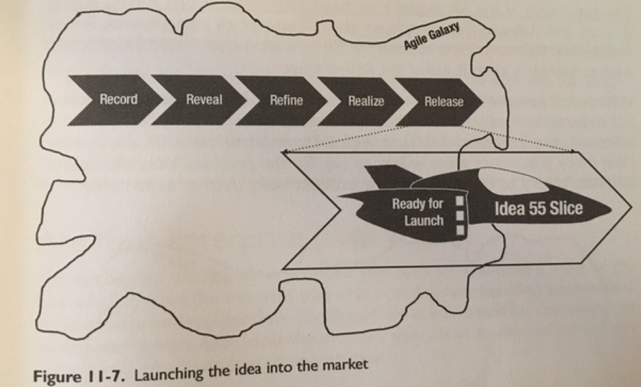 Agile Galaxy
Record Reveal Refine Realize Release
Ready for
Launch
Idea 55 Slice
Figure 11-7. Launching the idea into the market